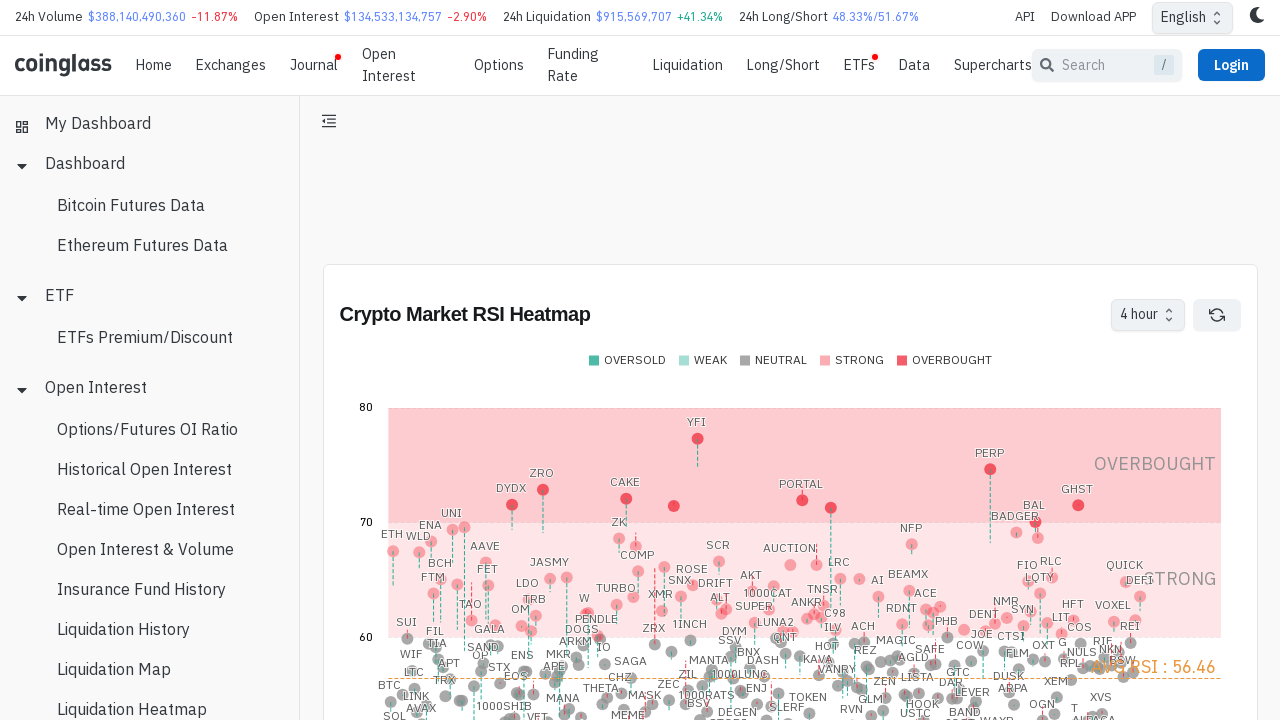 24h Volume $388,140,490,360 -11.87% Open Interest $134,533,134,757 -2.90% 24h Liquidation $915,569,707 +41.34% 24h Long/Short 48.33%/51.67% API Download APP English
coinglass Home Exchanges Journal Open Interest Options Funding Rate Liquidation Long/Short ETFs Data Supercharts Search / Login
My Dashboard
Dashboard
Bitcoin Futures Data
Ethereum Futures Data
ETF
ETFs Premium/Discount
Open Interest
Options/Futures OI Ratio
Historical Open Interest
Real-time Open Interest
Open Interest & Volume
Insurance Fund History
Liquidation History
Liquidation Map
Liquidation Heatmap
Crypto Market RSI Heatmap 4 hour
OVERSOLD WEAK NEUTRAL STRONG OVERBOUGHT
80
YFI
PERP
OVERBOUGHT
ZRO
CAKE PORTAL
DYDX GHST
BAL
UNI ZK BADGER
70
ENA NFP
ETH WLD
AAVE SCR AUCTION
COMP
BCH JASMY LRC FIO RLC QUICK
FET ROSE
FTM SNX DRIFT AKT AI BEAMX LQTY DEFI STRONG
LDO TURBO XMR 1000CAT TNSR ACE
TRB W ALT ANKR NMR HFT VOXEL
TAO OM SUPER RDNT SYN
PENDLE LUNA2 C98 DENT LIT
SUI GALA DOGS ZRX 1INCH ILV ACH PHB COS REI
FIL DYM
60
TIA ARKM SSV QNT MAGIC JOE CTSI G RIF
WIF SAND IO BNX HOT REZ SAFE COW OXT NULS NKN
OP ENS MKR SAGA MANTA DASH KAVA AGLD FLM RPL BSW
AVG RSI : 56.46
LTC APT STX APE CHZ ZIL 1000LUNC VANRY GTC DUSK
BTC TRX EOS THETA ZEC ENJ ZEN LISTA DAR ARPA XEM
LINK MANA MASK 1000RATS TOKEN GLM LEVER XVS
AVAX 1000SHIB BSV SLERF RVN HOOK OGN
SOL VET MEME DEGEN USTC BAND T